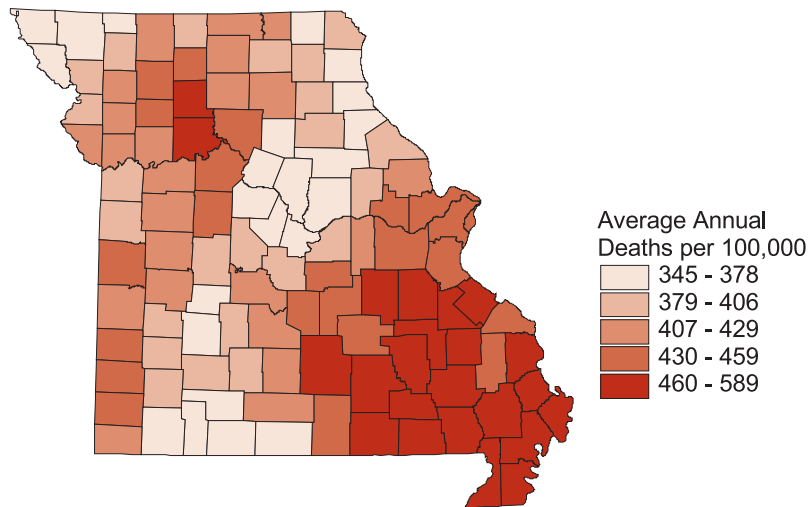 Average Annual
Deaths per 100,000
345 - 378
379 - 406
407 - 429
430 - 459
460 - 589